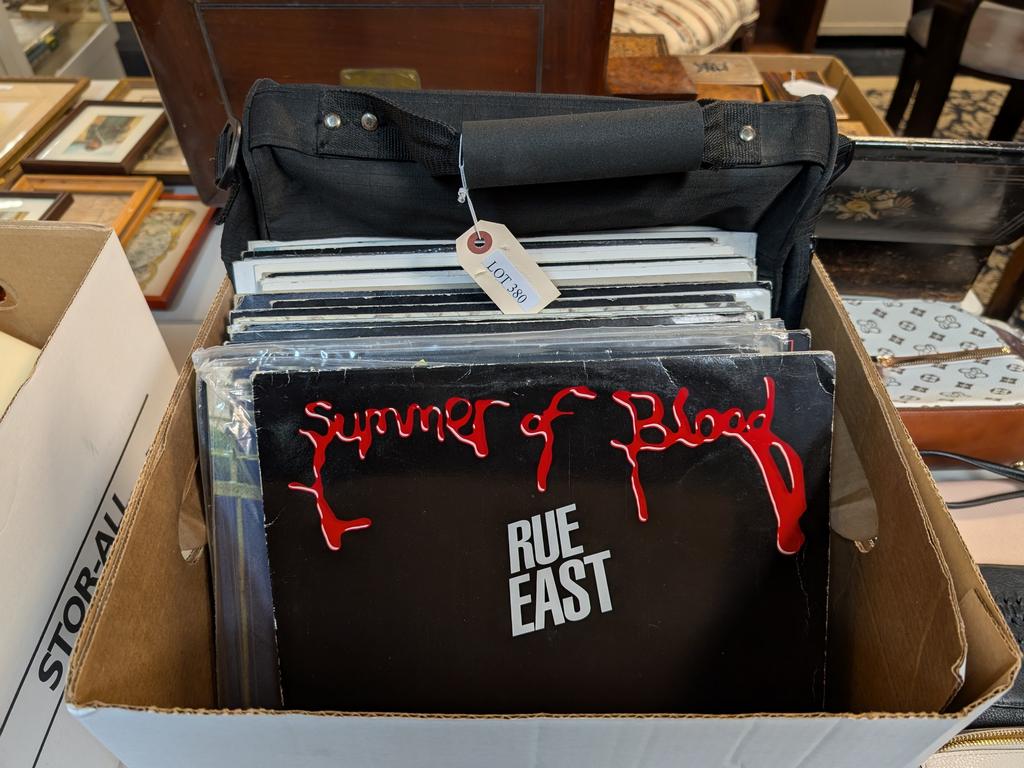 LOT 380
Summer of Blood
RUE
EAST
STOR-ALL